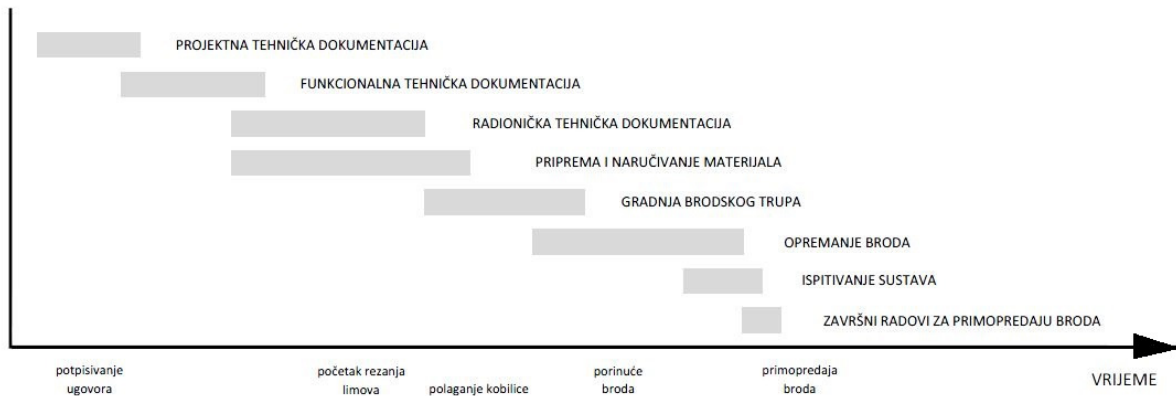 PROJEKTNA TEHNIČKA DOKUMENTACIJA
FUNKCIONALNA TEHNIČKA DOKUMENTACIJA
RADIONIČKA TEHNIČKA DOKUMENTACIJA
PRIPREMA I NARUČIVANJE MATERIJALA
GRADNJA BRODSKOG TRUPA
OPREMANJE BRODA
ISPITIVANJE SUSTAVA
ZAVRŠNI RADOVI ZA PRIMOPREDAJU BRODA
potpisivanje
ugovora
početak rezanja
limova
polaganje kobilice
porinuće
broda
primopredaja
broda
VRIJEME